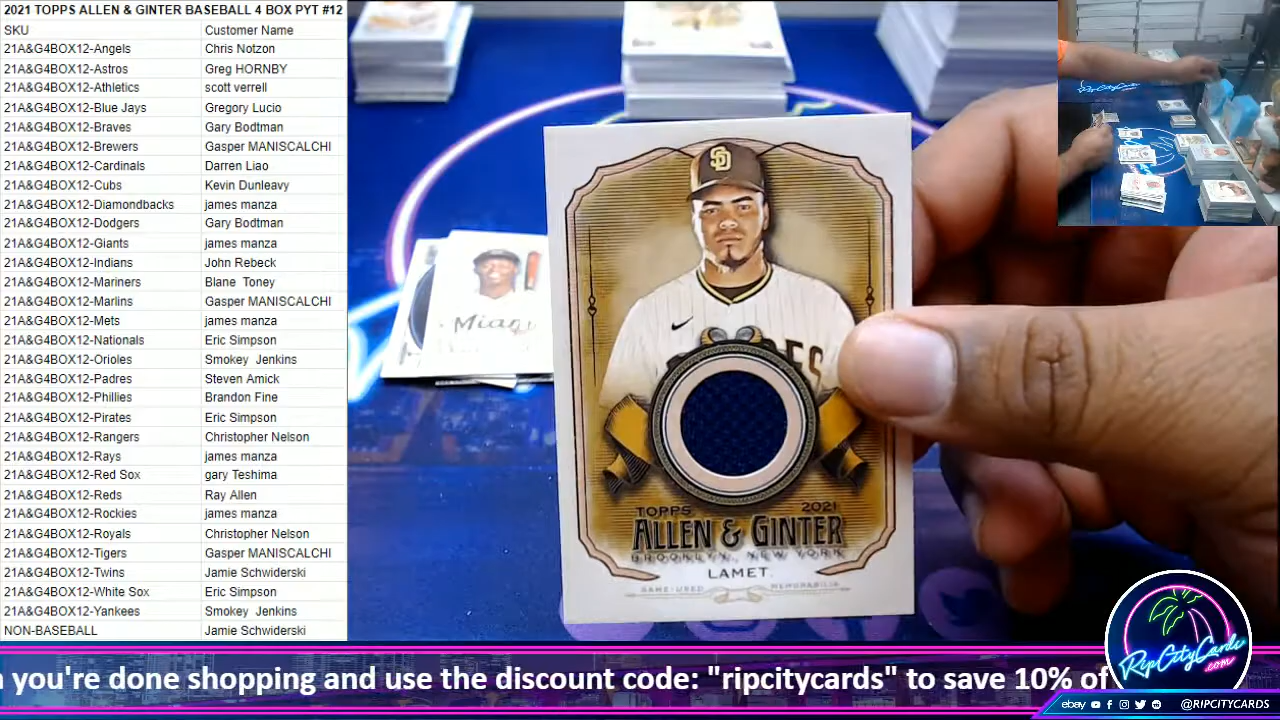 2021 TOPPS ALLEN & GINTER BASEBALL 4 BOX PYT #12
SKU Customer Name
21A&G4BOX12-Angels Chris Notzon
21A&G4BOX12-Astros Greg HORNBY
21A&G4BOX12-Athletics scott verrell
21A&G4BOX12-Blue Jays Gregory Lucio
21A&G4BOX12-Braves Gary Bodtman
21A&G4BOX12-Brewers Gasper MANISCALCHI
21A&G4BOX12-Cardinals Darren Liao
21A&G4BOX12-Cubs Kevin Dunleavy
21A&G4BOX12-Diamondbacks james manza
21A&G4BOX12-Dodgers Gary Bodtman
21A&G4BOX12-Giants james manza
21A&G4BOX12-Indians John Rebeck
21A&G4BOX12-Mariners Blane Toney
21A&G4BOX12-Marlins Gasper MANISCALCHI
21A&G4BOX12-Mets james manza
21A&G4BOX12-Nationals Eric Simpson
21A&G4BOX12-Orioles Smokey Jenkins
21A&G4BOX12-Padres Steven Amick
21A&G4BOX12-Phillies Brandon Fine
21A&G4BOX12-Pirates Eric Simpson
21A&G4BOX12-Rangers Christopher Nelson
21A&G4BOX12-Rays james manza
21A&G4BOX12-Red Sox gary Teshima
21A&G4BOX12-Reds Ray Allen
21A&G4BOX12-Rockies james manza
21A&G4BOX12-Royals Christopher Nelson
21A&G4BOX12-Tigers Gasper MANISCALCHI
21A&G4BOX12-Twins Jamie Schwiderski
21A&G4BOX12-White Sox Eric Simpson
21A&G4BOX12-Yankees Smokey Jenkins
NON-BASEBALL Jamie Schwiderski
SD
TOPPS 2021
ALLEN & GINTER
BROOKLYN, NEW YORK
LAMET
GAME-USED MEMORABILIA
you're done shopping and use the discount code: "ripcitycards" to save 10% of
RipCityCards
.com
ebay @RIPCITYCARDS